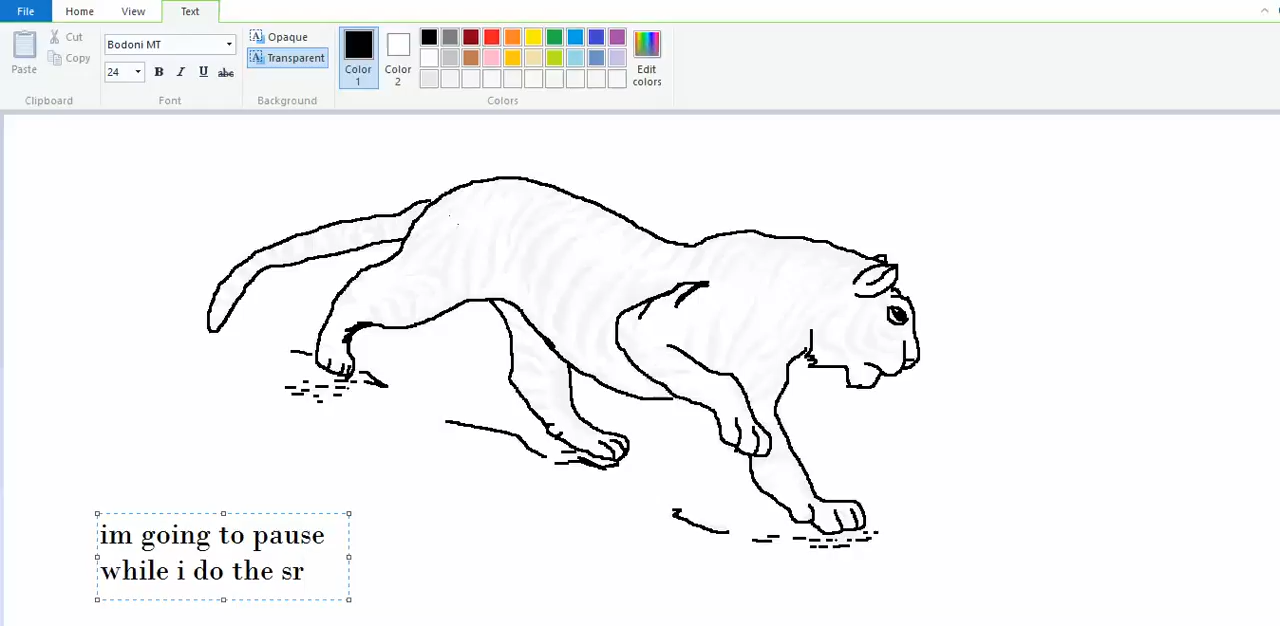 File Home View Text
Paste Cut Copy Bodoni MT 24 B I U abc Opaque Transparent Color 1 Color 2 Edit colors
Clipboard Font Background Colors
im going to pause
while i do the sr